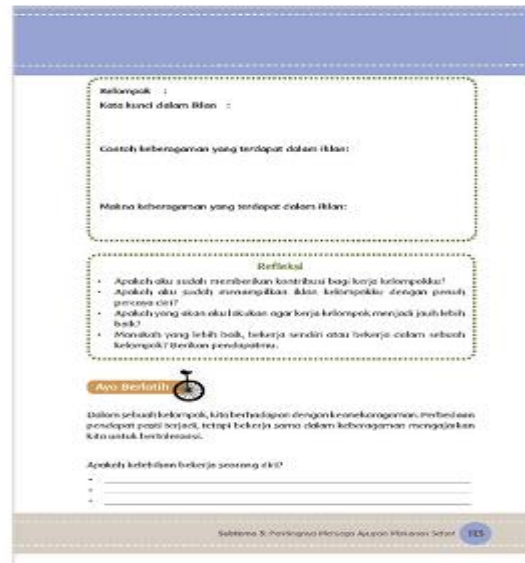 Kelompok :
Kata kunci dalam iklan :
Contoh keberagaman yang terdapat dalam iklan:
Makna keberagaman yang terdapat dalam iklan:
Refleksi
• Apakah aku sudah memberikan kontribusi bagi kerja kelompokku?
• Apakah aku sudah menampilkan iklan kelompokku dengan penuh
percaya diri?
• Apakah yang akan aku lakukan agar kerja kelompok menjadi jauh lebih
baik?
• Manakah yang lebih baik, bekerja sendiri atau bekerja dalam sebuah
kelompok? Berikan pendapatmu.
Ayo Berlatih
Dalam sebuah kelompok, kita berhadapan dengan keanekaragaman. Perbedaan
pendapat pasti terjadi, tetapi bekerja sama dalam keberagaman mengajarkan
kita untuk bertoleransi.
Apakah kelebihan bekerja seorang diri?
Subtema 3: Pentingnya Menjaga Asupan Makanan Sehat